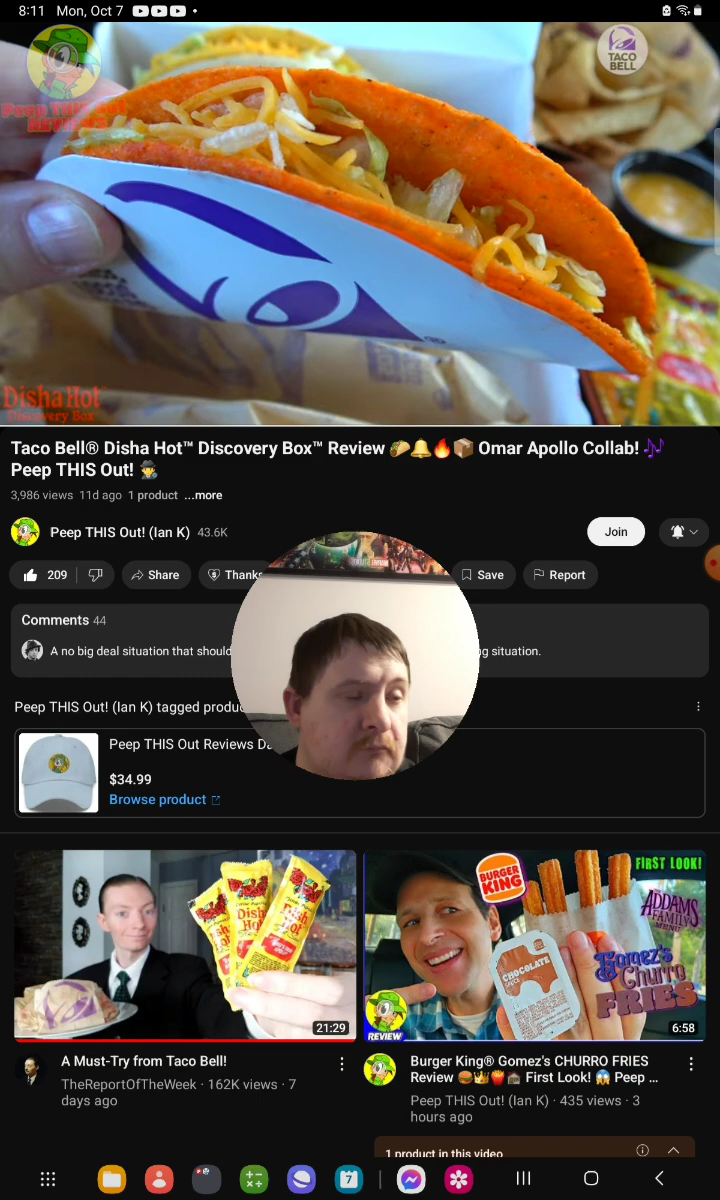 8:11 Mon, Oct 7
Peep THIS Out!
REVIEWS
TACO
BELL
Disha Hot™
Discovery Box™
Taco Bell® Disha Hot™ Discovery Box™ Review 🌮🔔🔥📦 Omar Apollo Collab! 🎶
Peep THIS Out! 🕵️
3,986 views 11d ago 1 product ...more
Peep THIS Out! (Ian K) 43.6K
Join
209
Share
Thanks
Save
Report
Comments 44
A no big deal situation that should
g situation.
Peep THIS Out! (Ian K) tagged produ
Peep THIS Out Reviews Da
$34.99
Browse product
Disha
Hot!
21:29
A Must-Try from Taco Bell!
TheReportOfTheWeek · 162K views · 7
days ago
BURGER
KING
FIRST LOOK!
ADDAMS
FAMILY
MENU
CHOCOLATE
Gomez's
Churro
FRIES
REVIEW
6:58
Burger King® Gomez's CHURRO FRIES
Review 🍔👑🍟🏚️ First Look! 😱 Peep ...
Peep THIS Out! (Ian K) · 435 views · 3
hours ago
1 product in this video
7